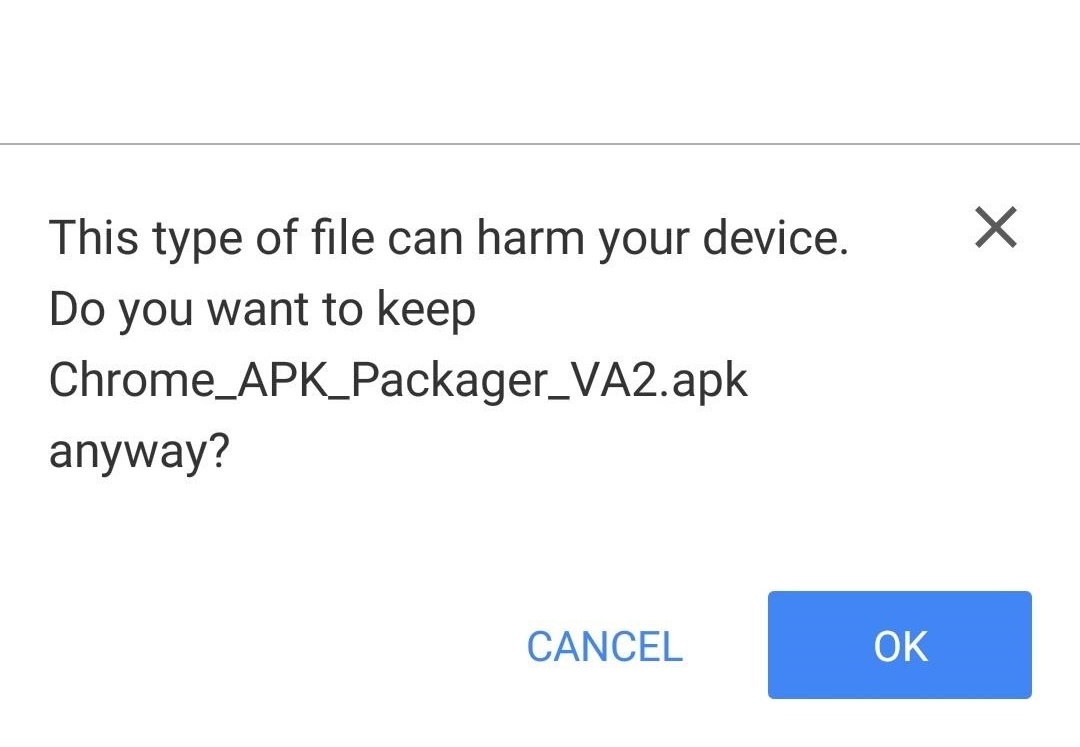 This type of file can harm your device.
Do you want to keep
Chrome_APK_Packager_VA2.apk
anyway?
CANCEL
OK